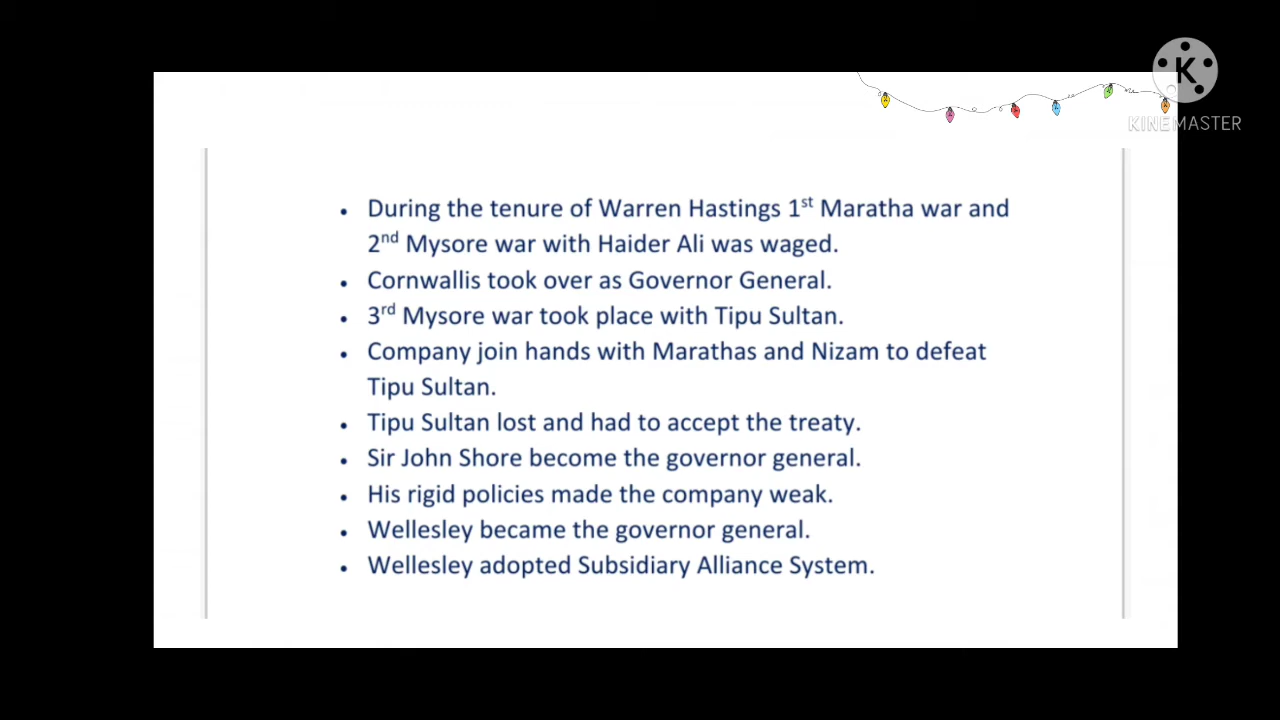 KINEMASTER
• During the tenure of Warren Hastings 1st Maratha war and
2nd Mysore war with Haider Ali was waged.
• Cornwallis took over as Governor General.
• 3rd Mysore war took place with Tipu Sultan.
• Company join hands with Marathas and Nizam to defeat
Tipu Sultan.
• Tipu Sultan lost and had to accept the treaty.
• Sir John Shore become the governor general.
• His rigid policies made the company weak.
• Wellesley became the governor general.
• Wellesley adopted Subsidiary Alliance System.